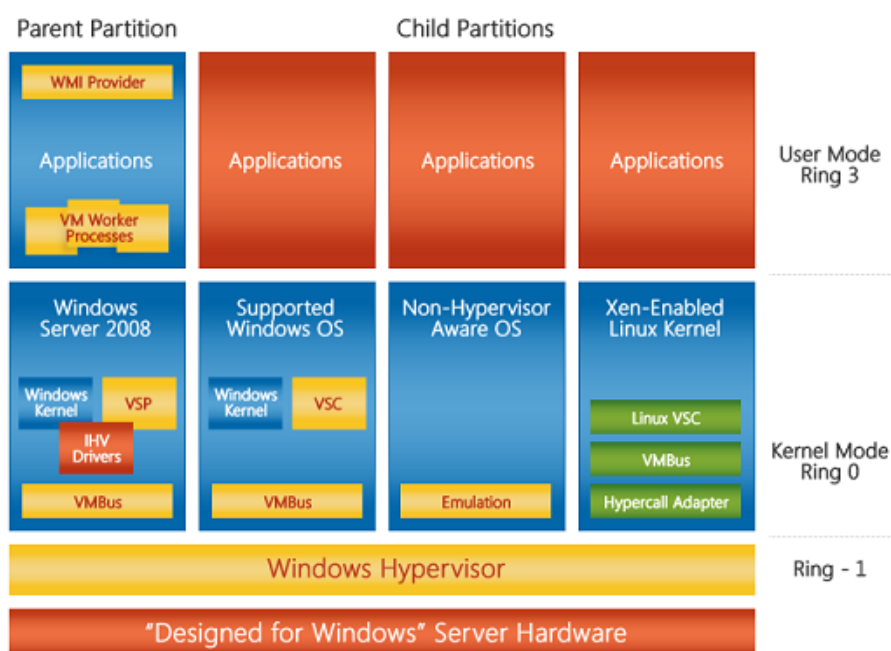 Parent Partition
Child Partitions
WMI Provider
Applications
VM Worker
Processes
Applications
Applications
Applications
User Mode
Ring 3
Windows
Server 2008
Windows
Kernel
VSP
IHV
Drivers
VMBus
Supported
Windows OS
Windows
Kernel
VSC
VMBus
Non-Hypervisor
Aware OS
Emulation
Xen-Enabled
Linux Kernel
Linux VSC
VMBus
Hypercall Adapter
Kernel Mode
Ring 0
Windows Hypervisor
Ring - 1
“Designed for Windows” Server Hardware